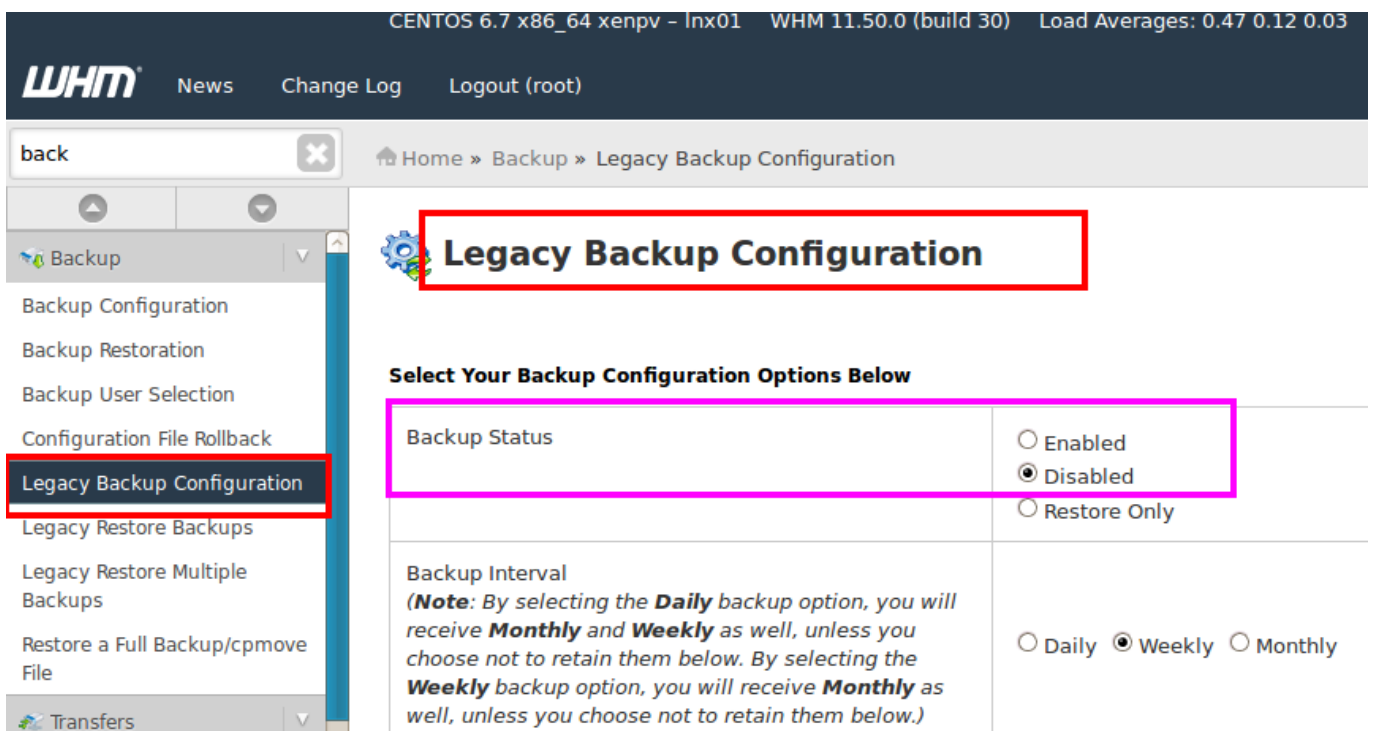 CENTOS 6.7 x86_64 xenpv – lnx01 WHM 11.50.0 (build 30) Load Averages: 0.47 0.12 0.03
WHM News Change Log Logout (root)
back
Home » Backup » Legacy Backup Configuration
Backup
Backup Configuration
Backup Restoration
Backup User Selection
Configuration File Rollback
Legacy Backup Configuration
Legacy Restore Backups
Legacy Restore Multiple
Backups
Restore a Full Backup/cpmove
File
Transfers
Legacy Backup Configuration
Select Your Backup Configuration Options Below
Backup Status
Enabled
Disabled
Restore Only
Backup Interval
(Note: By selecting the Daily backup option, you will
receive Monthly and Weekly as well, unless you
choose not to retain them below. By selecting the
Weekly backup option, you will receive Monthly as
well, unless you choose not to retain them below.)
Daily Weekly Monthly